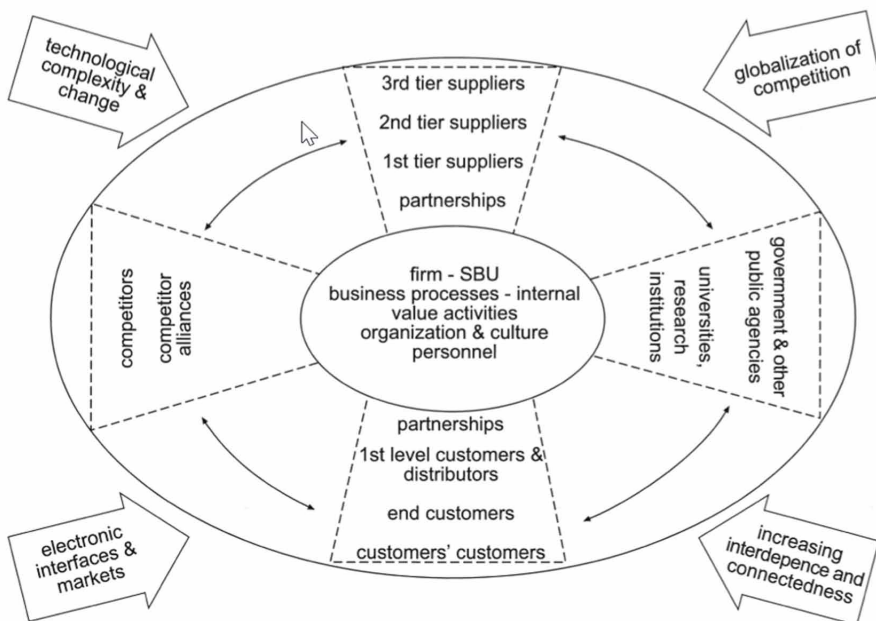 technological
complexity &
change
globalization of
competition
3rd tier suppliers
2nd tier suppliers
1st tier suppliers
partnerships
competitors
competitor
alliances
firm - SBU
business processes - internal
value activities
organization & culture
personnel
universities,
research
institutions
government & other
public agencies
partnerships
1st level customers &
distributors
end customers
customers' customers
electronic
interfaces &
markets
increasing
interdepence and
connectedness